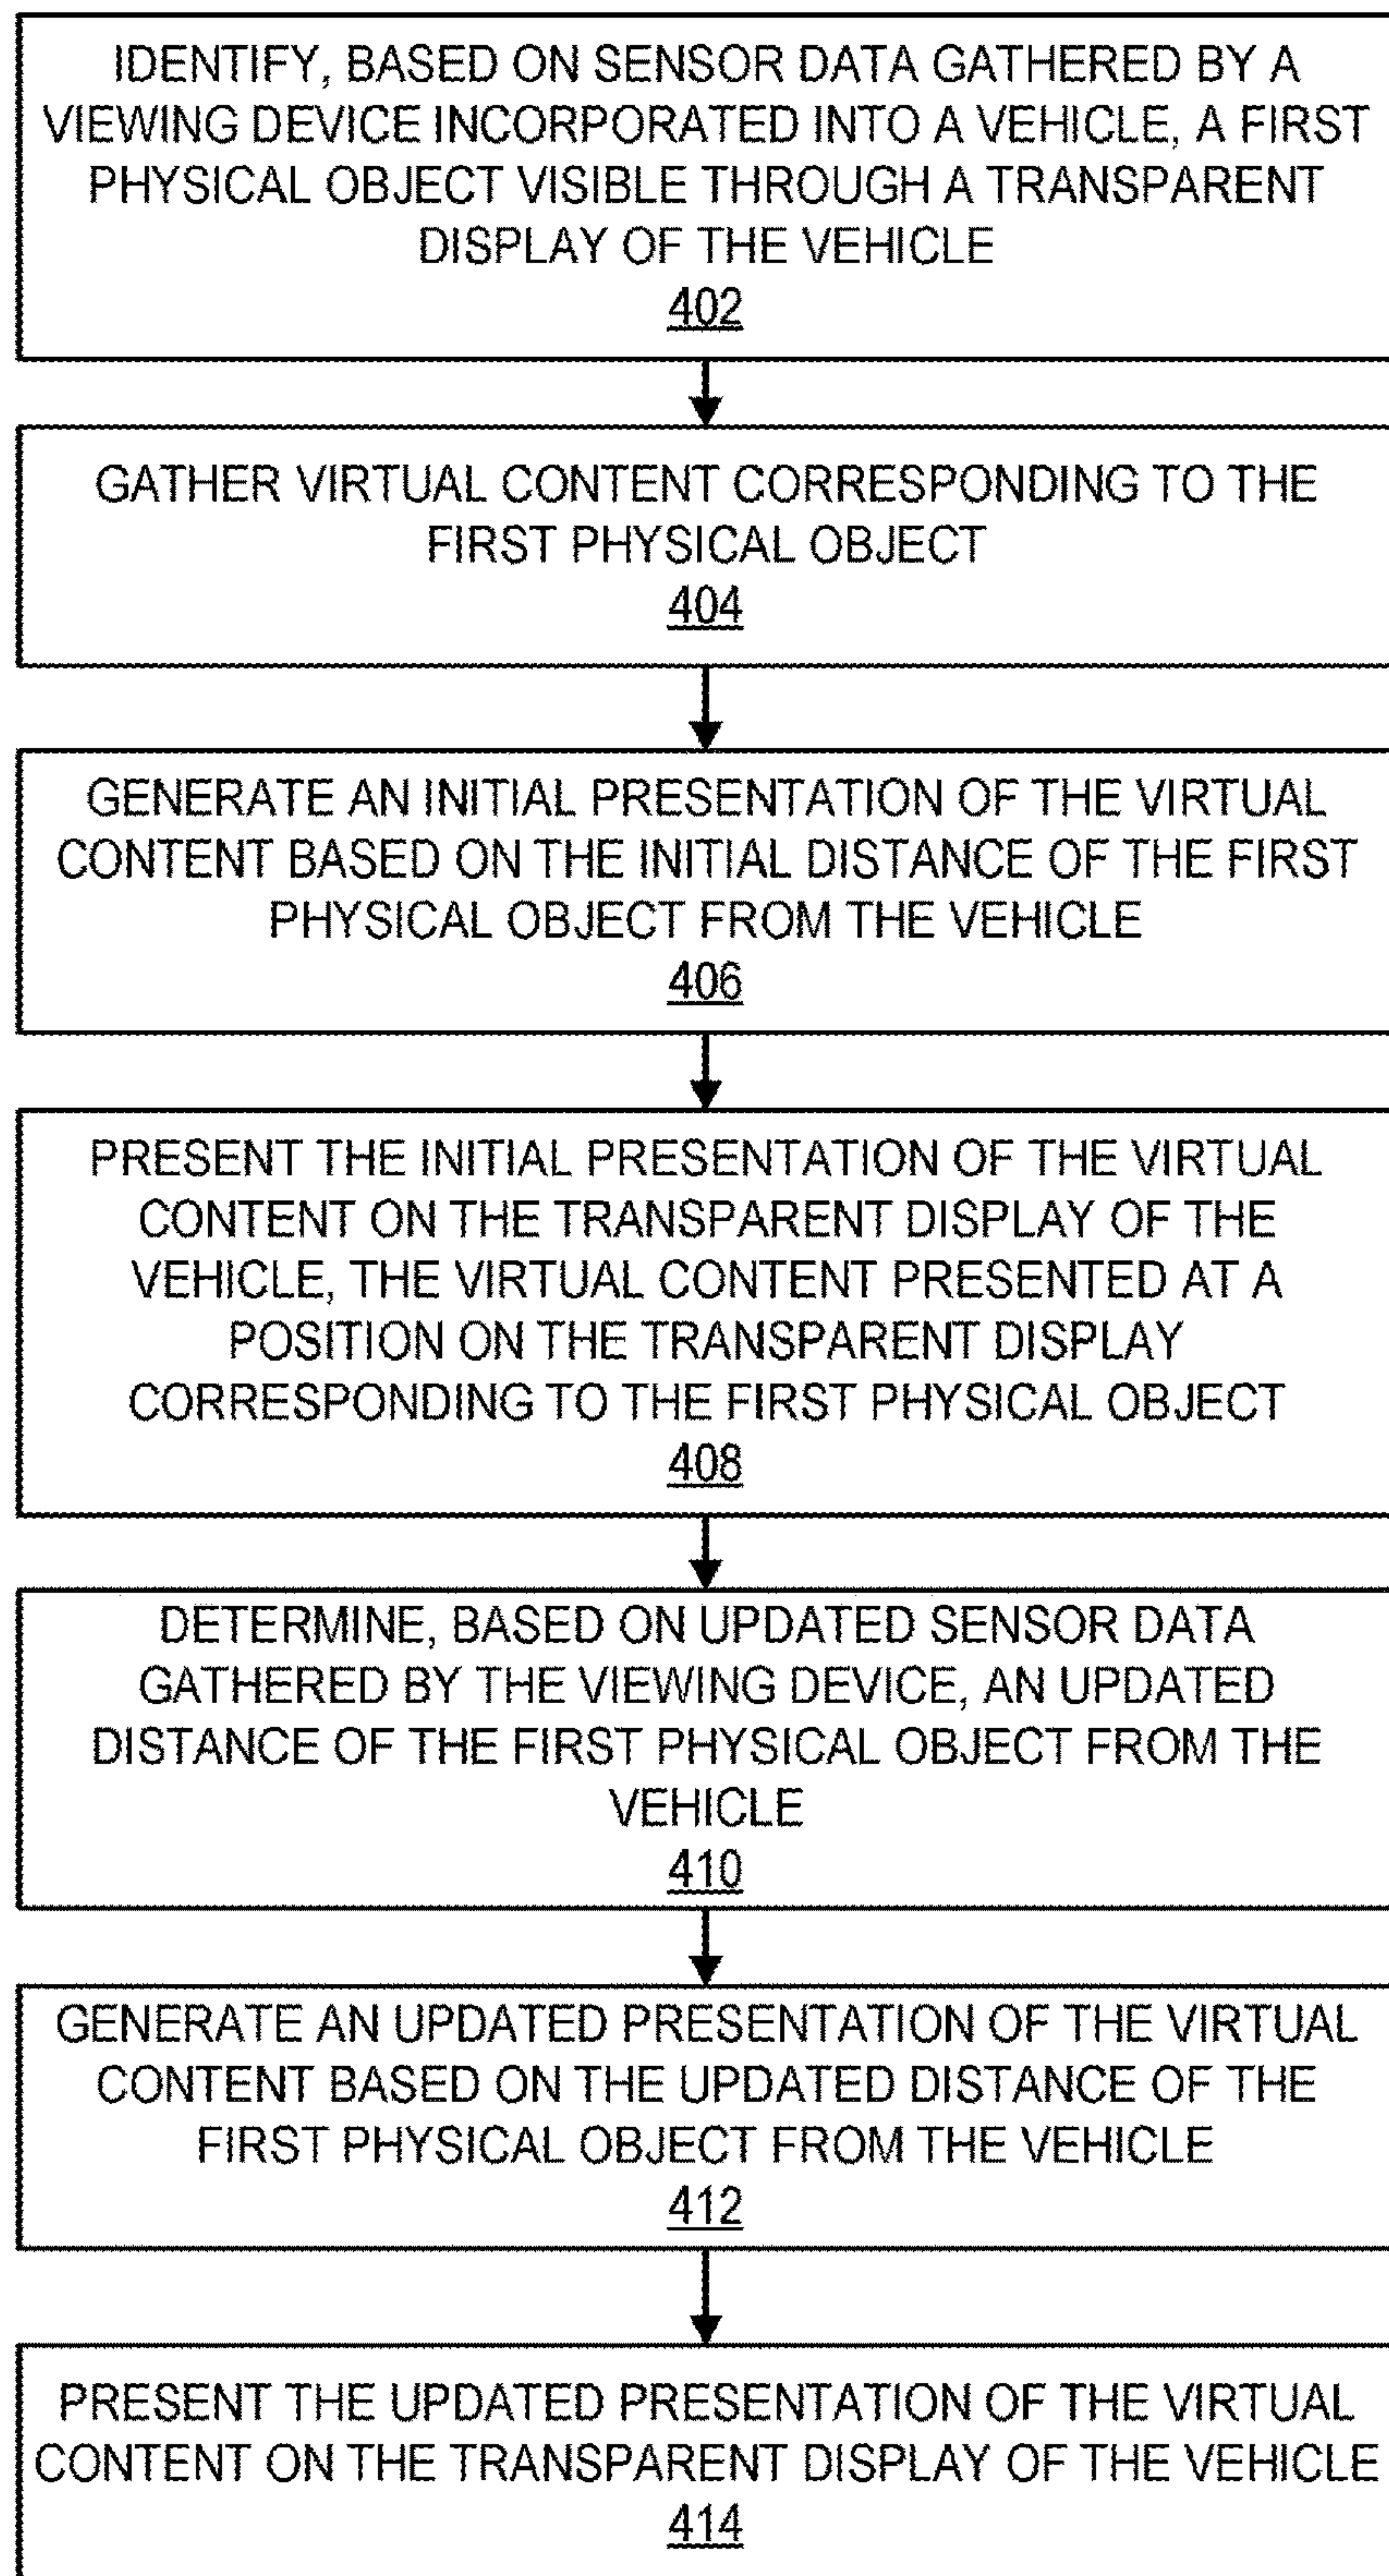 IDENTIFY, BASED ON SENSOR DATA GATHERED BY A
VIEWING DEVICE INCORPORATED INTO A VEHICLE, A FIRST
PHYSICAL OBJECT VISIBLE THROUGH A TRANSPARENT
DISPLAY OF THE VEHICLE
402
GATHER VIRTUAL CONTENT CORRESPONDING TO THE
FIRST PHYSICAL OBJECT
404
GENERATE AN INITIAL PRESENTATION OF THE VIRTUAL
CONTENT BASED ON THE INITIAL DISTANCE OF THE FIRST
PHYSICAL OBJECT FROM THE VEHICLE
406
PRESENT THE INITIAL PRESENTATION OF THE VIRTUAL
CONTENT ON THE TRANSPARENT DISPLAY OF THE
VEHICLE, THE VIRTUAL CONTENT PRESENTED AT A
POSITION ON THE TRANSPARENT DISPLAY
CORRESPONDING TO THE FIRST PHYSICAL OBJECT
408
DETERMINE, BASED ON UPDATED SENSOR DATA
GATHERED BY THE VIEWING DEVICE, AN UPDATED
DISTANCE OF THE FIRST PHYSICAL OBJECT FROM THE
VEHICLE
410
GENERATE AN UPDATED PRESENTATION OF THE VIRTUAL
CONTENT BASED ON THE UPDATED DISTANCE OF THE
FIRST PHYSICAL OBJECT FROM THE VEHICLE
412
PRESENT THE UPDATED PRESENTATION OF THE VIRTUAL
CONTENT ON THE TRANSPARENT DISPLAY OF THE VEHICLE
414